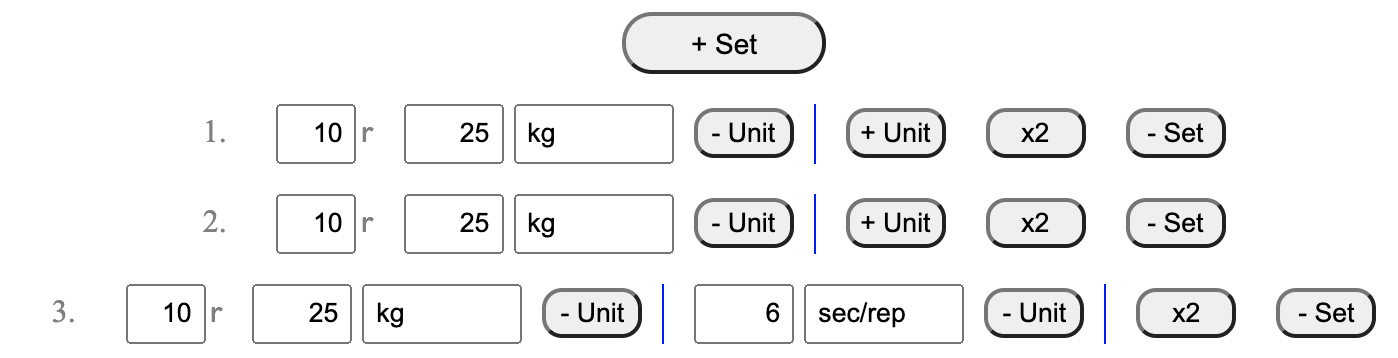 + Set
1. 10 r 25 kg - Unit + Unit x2 - Set
2. 10 r 25 kg - Unit + Unit x2 - Set
3. 10 r 25 kg - Unit 6 sec/rep - Unit x2 - Set